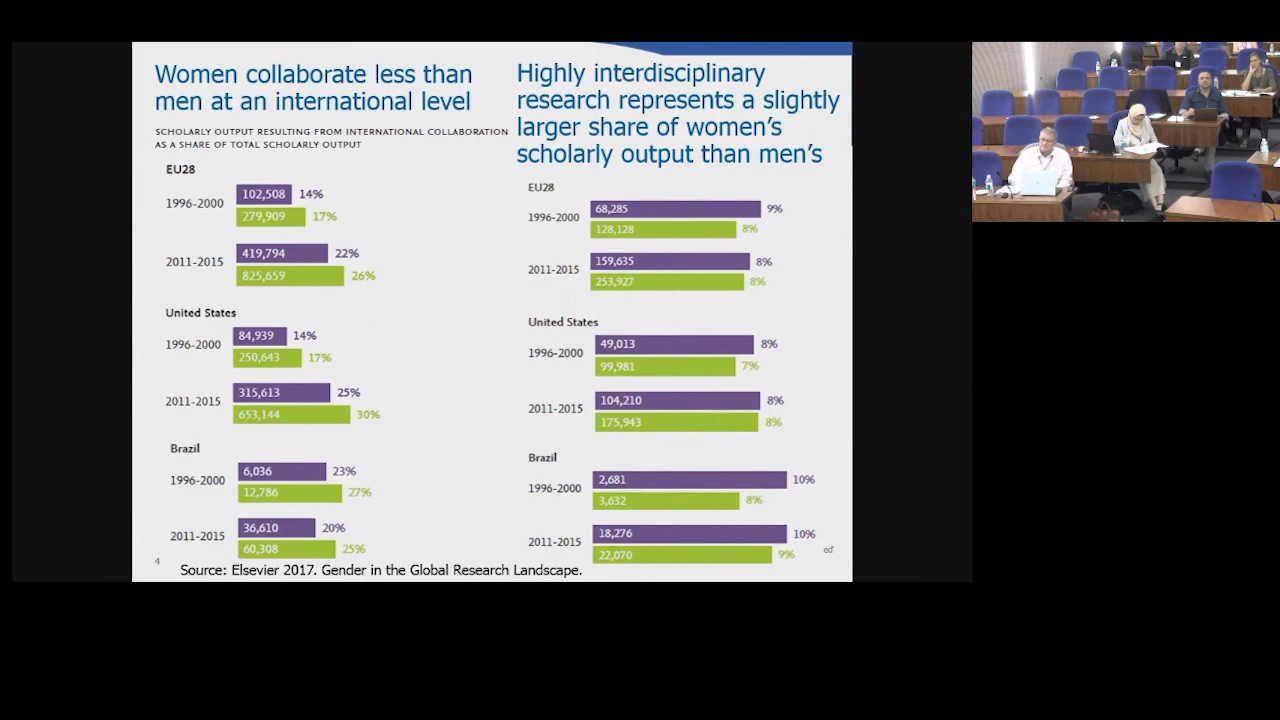 Women collaborate less than
men at an international level
SCHOLARLY OUTPUT RESULTING FROM INTERNATIONAL COLLABORATION
AS A SHARE OF TOTAL SCHOLARLY OUTPUT
EU28
1996-2000
102,508 14%
279,909 17%
2011-2015
419,794 22%
825,659 26%
United States
1996-2000
84,939 14%
250,643 17%
2011-2015
315,613 25%
653,144 30%
Brazil
1996-2000
6,036 23%
12,786 27%
2011-2015
36,610 20%
60,308 25%
4
Highly interdisciplinary
research represents a slightly
larger share of women's
scholarly output than men's
EU28
1996-2000
68,285 9%
128,128 8%
2011-2015
159,635 8%
253,927 8%
United States
1996-2000
49,013 8%
99,981 7%
2011-2015
104,210 8%
175,943 8%
Brazil
1996-2000
2,681 10%
3,632 8%
2011-2015
18,276 10%
22,070 9%
ed
Source: Elsevier 2017. Gender in the Global Research Landscape.